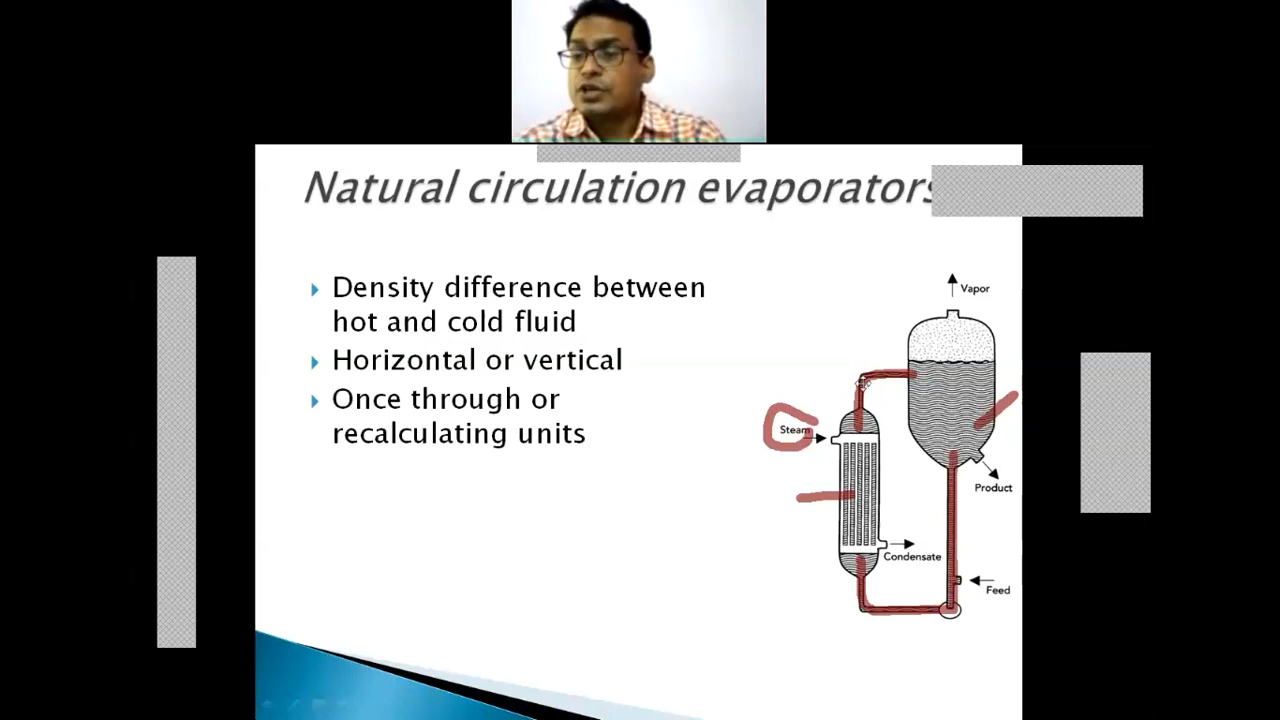 Natural circulation evaporators
Density difference between
hot and cold fluid
Horizontal or vertical
Once through or
recalculating units
Vapor
Steam
Product
Condensate
Feed